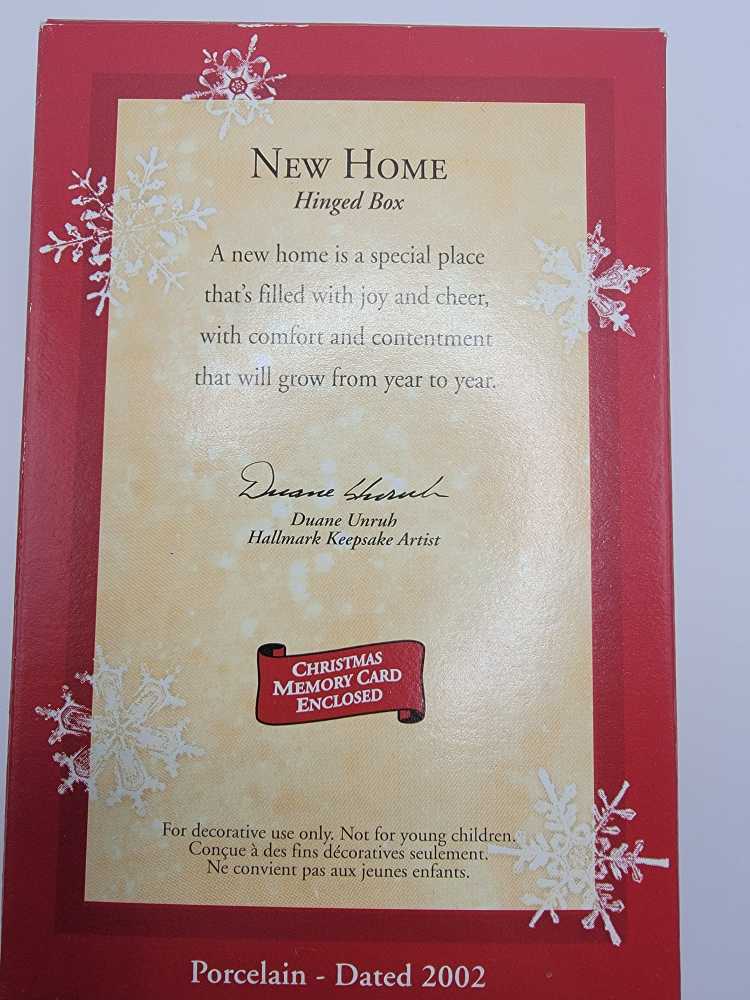 New Home
Hinged Box
A new home is a special place
that's filled with joy and cheer,
with comfort and contentment
that will grow from year to year.
Duane Unruh
Duane Unruh
Hallmark Keepsake Artist
Christmas
Memory Card
Enclosed
For decorative use only. Not for young children.
Conçue à des fins décoratives seulement.
Ne convient pas aux jeunes enfants.
Porcelain - Dated 2002